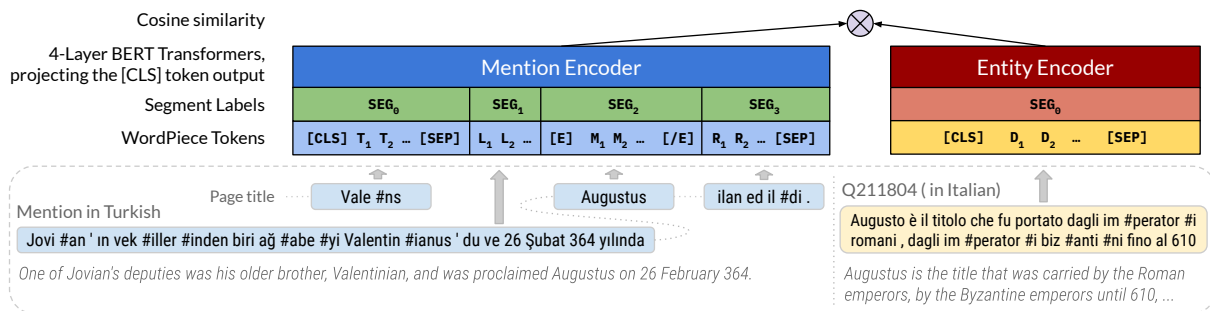 Cosine similarity
4-Layer BERT Transformers,
projecting the [CLS] token output
Mention Encoder
Entity Encoder
Segment Labels
SEG₀
SEG₁
SEG₂
SEG₃
SEG₀
WordPiece Tokens
[CLS] T₁ T₂ … [SEP]
L₁ L₂ …
[E] M₁ M₂ … [/E]
R₁ R₂ … [SEP]
[CLS] D₁ D₂ … [SEP]
Page title
Vale #ns
Augustus
ilan ed il #di .
Mention in Turkish
Jovi #an ' ın vek #iller #inden biri ağ #abe #yi Valentin #ianus ' du ve 26 Şubat 364 yılında
One of Jovian's deputies was his older brother, Valentinian, and was proclaimed Augustus on 26 February 364.
Q211804 ( in Italian)
Augusto è il titolo che fu portato dagli im #perator #i
romani , dagli im #perator #i biz #anti #ni fino al 610
Augustus is the title that was carried by the Roman
emperors, by the Byzantine emperors until 610, ...